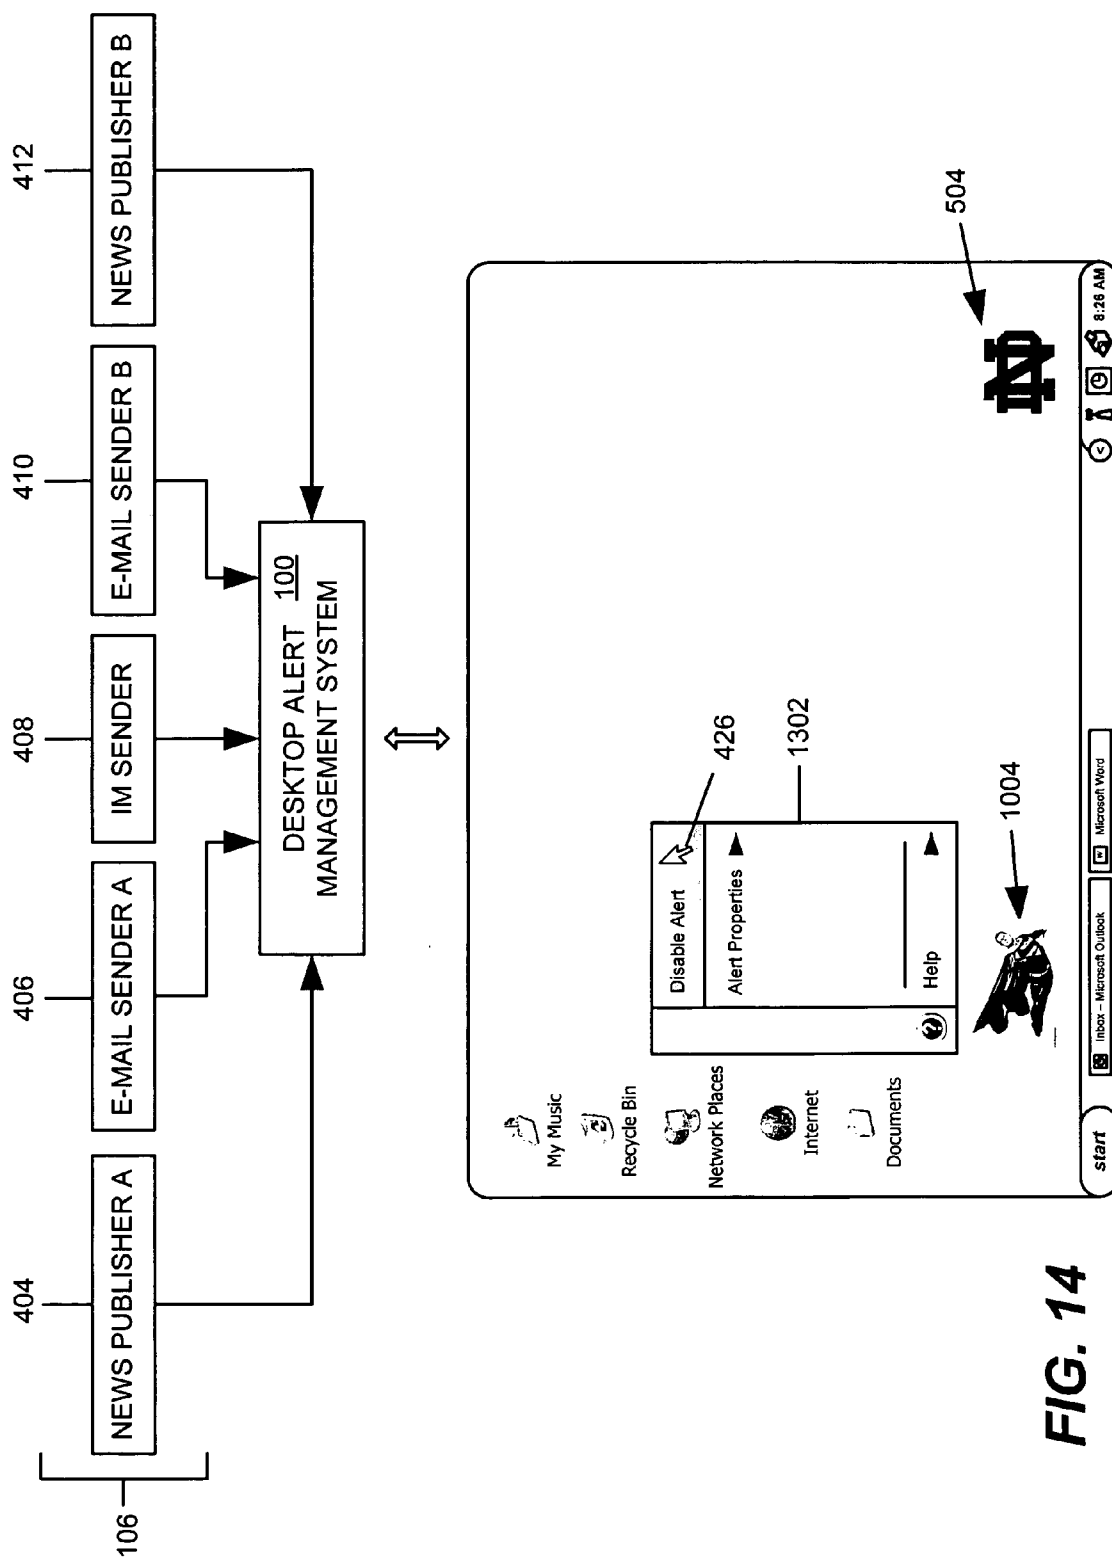 404
406
408
410
412
106
NEWS PUBLISHER A
E-MAIL SENDER A
IM SENDER
E-MAIL SENDER B
NEWS PUBLISHER B
DESKTOP ALERT 100
MANAGEMENT SYSTEM
My Music
Recycle Bin
Network Places
Internet
Documents
Disable Alert
Alert Properties
?
Help
426
1302
1004
504
ND
start
Inbox – Microsoft Outlook
W Microsoft Word
<
8:26 AM
FIG. 14